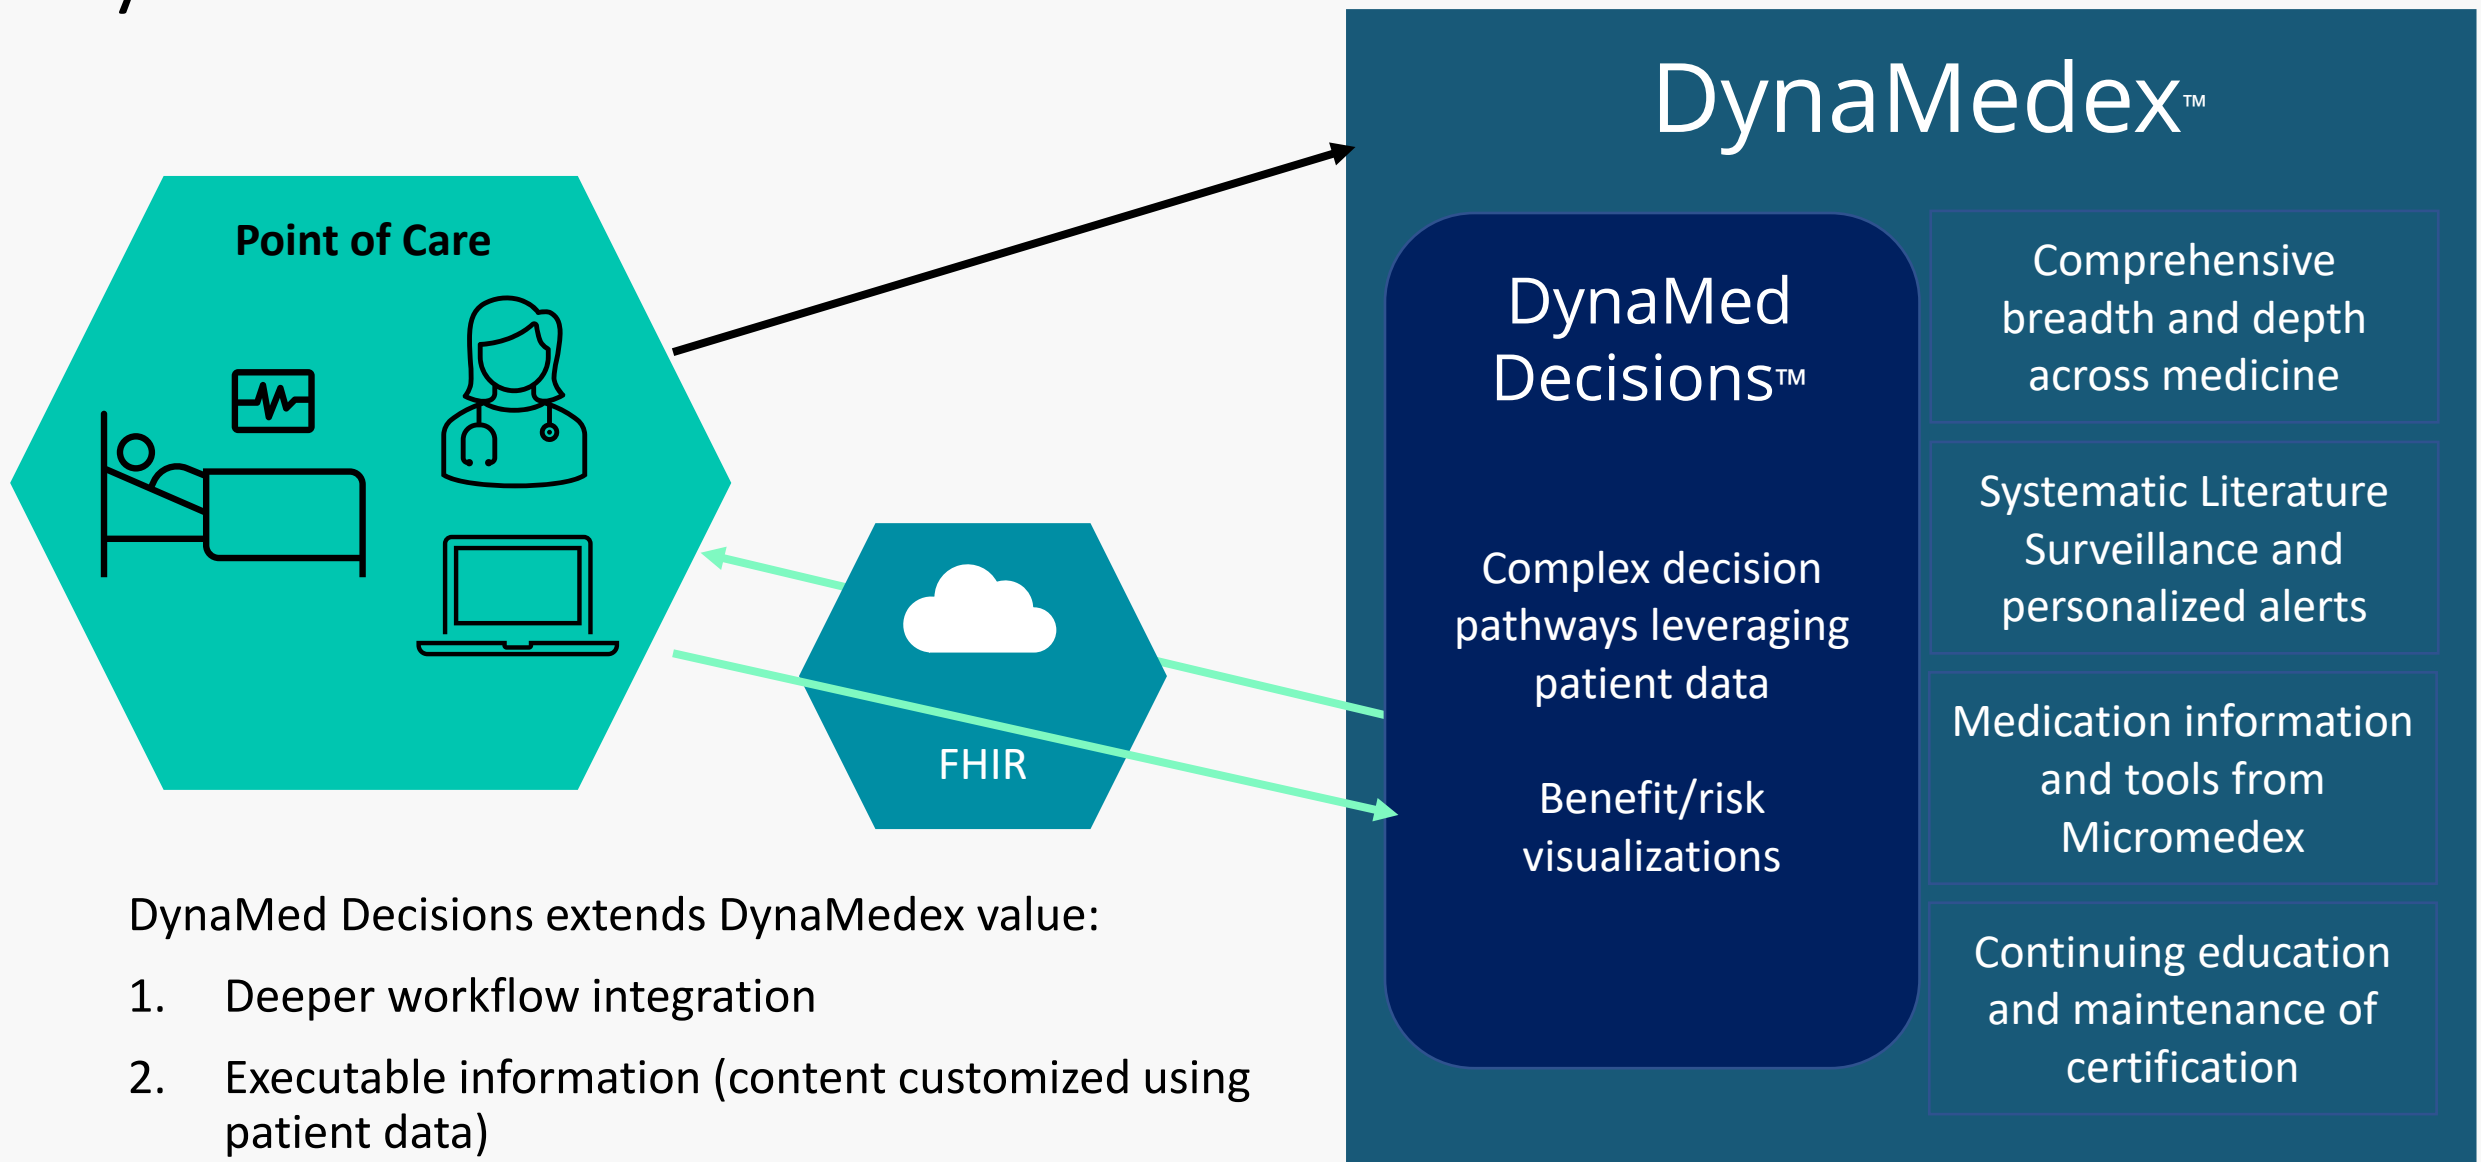 DynaMedex™
Point of Care
DynaMed
Decisions™
Complex decision
pathways leveraging
patient data
Benefit/risk
visualizations
Comprehensive
breadth and depth
across medicine
Systematic Literature
Surveillance and
personalized alerts
Medication information
and tools from
Micromedex
Continuing education
and maintenance of
certification
FHIR
DynaMed Decisions extends DynaMedex value:
1. Deeper workflow integration
2. Executable information (content customized using
patient data)